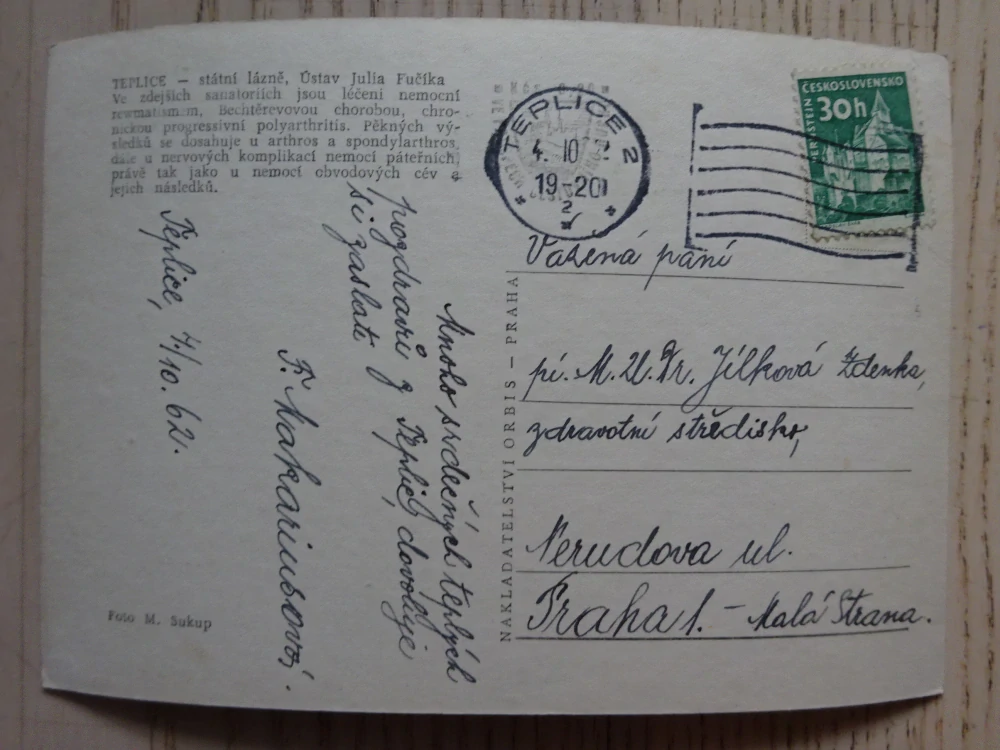 TEPLICE — státní lázně, Ústav Julia Fučíka
Ve zdejších sanatoriích jsou léčeni nemocní
rewmatismem, Bechtěrevovou chorobou, chro-
nickou progressivní polyarthritis. Pěkných vý-
sledků se dosahuje u arthros a spondylarthros,
dále u nervových komplikací nemocí páteřních,
právě tak jako u nemocí obvodových cév a
jejich následků.
Mnoho srdečných teplých
pozdravů z Teplic, dovoluje
si zaslati
F. Makariusová.
Teplice, 4/10. 62.
Foto M. Sukup
NAKLADATELSTVÍ ORBIS — PRAHA
TEPLICE 2
4. 10
19-20
2
ČESKOSLOVENSKO
30h
Vážená paní
pí. M.U.Dr. Jílková Zdenka,
zdravotní středisko,
Nerudova ul.
Praha 1. - Malá Strana.